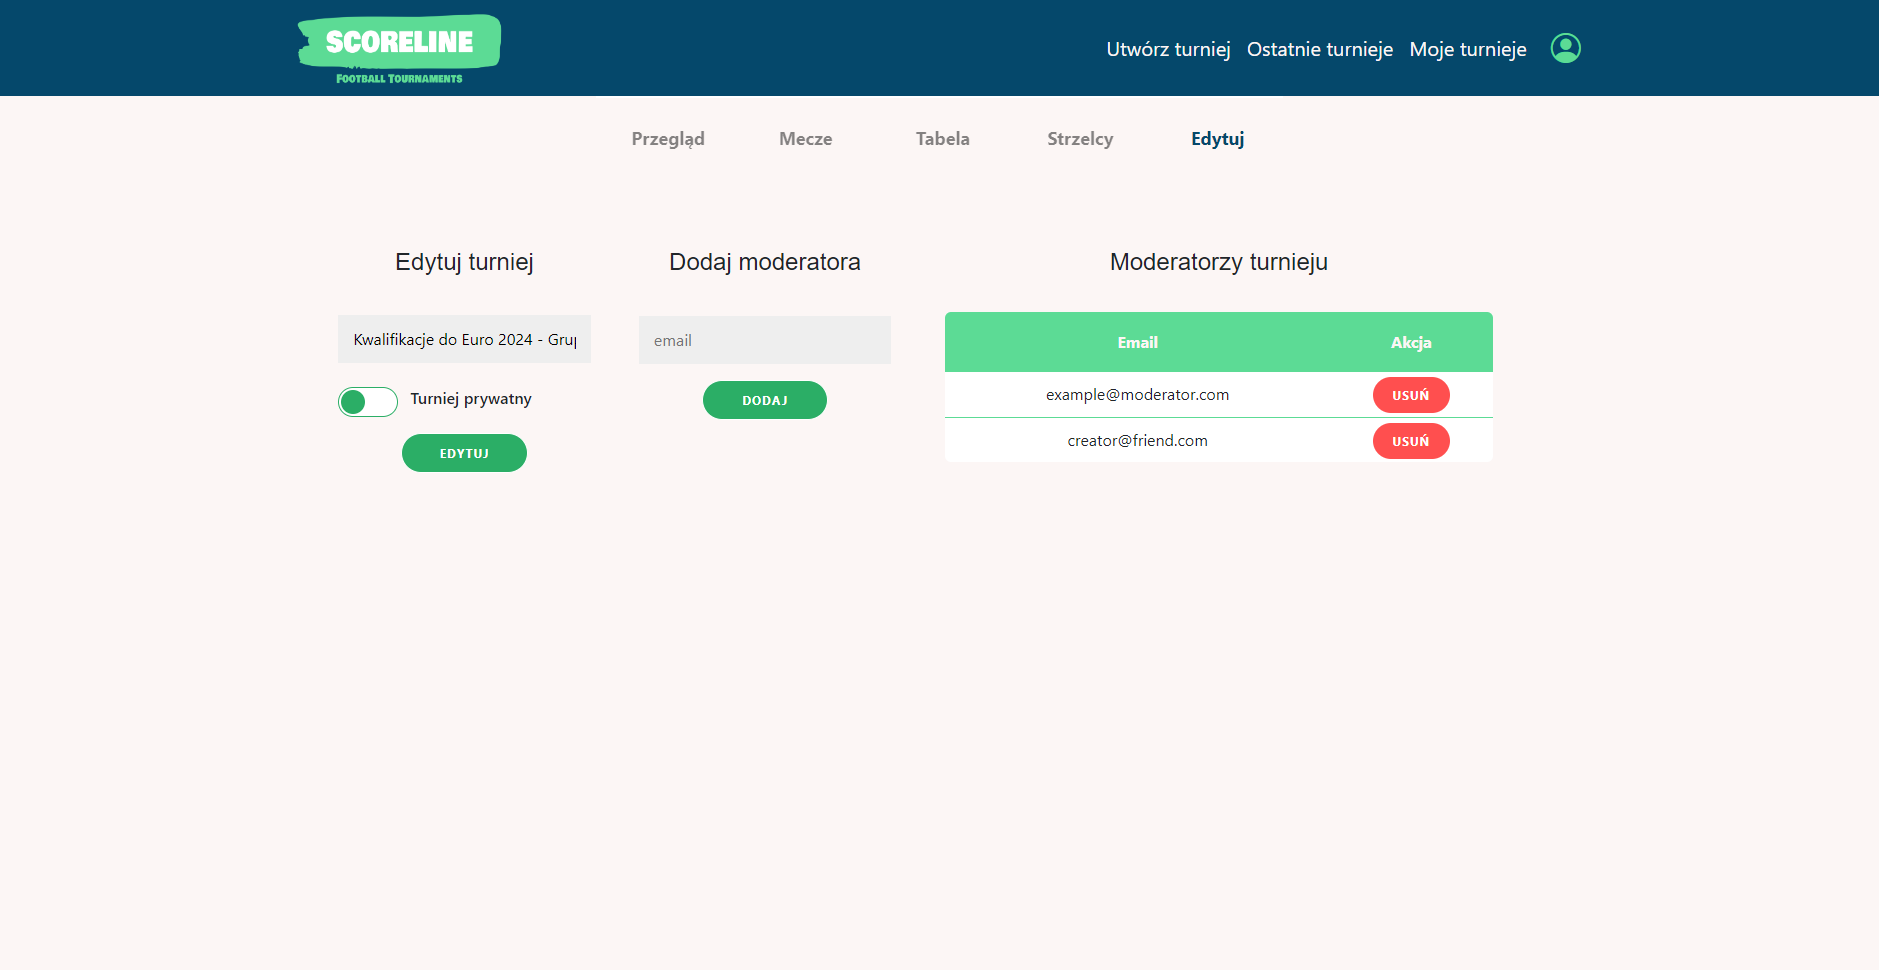 SCORELINE
FOOTBALL TOURNAMENTS
Utwórz turniej Ostatnie turnieje Moje turnieje
Przegląd Mecze Tabela Strzelcy Edytuj
Edytuj turniej
Kwalifikacje do Euro 2024 - Grup
Turniej prywatny
EDYTUJ
Dodaj moderatora
email
DODAJ
Moderatorzy turnieju
Email Akcja
example@moderator.com USUŃ
creator@friend.com USUŃ